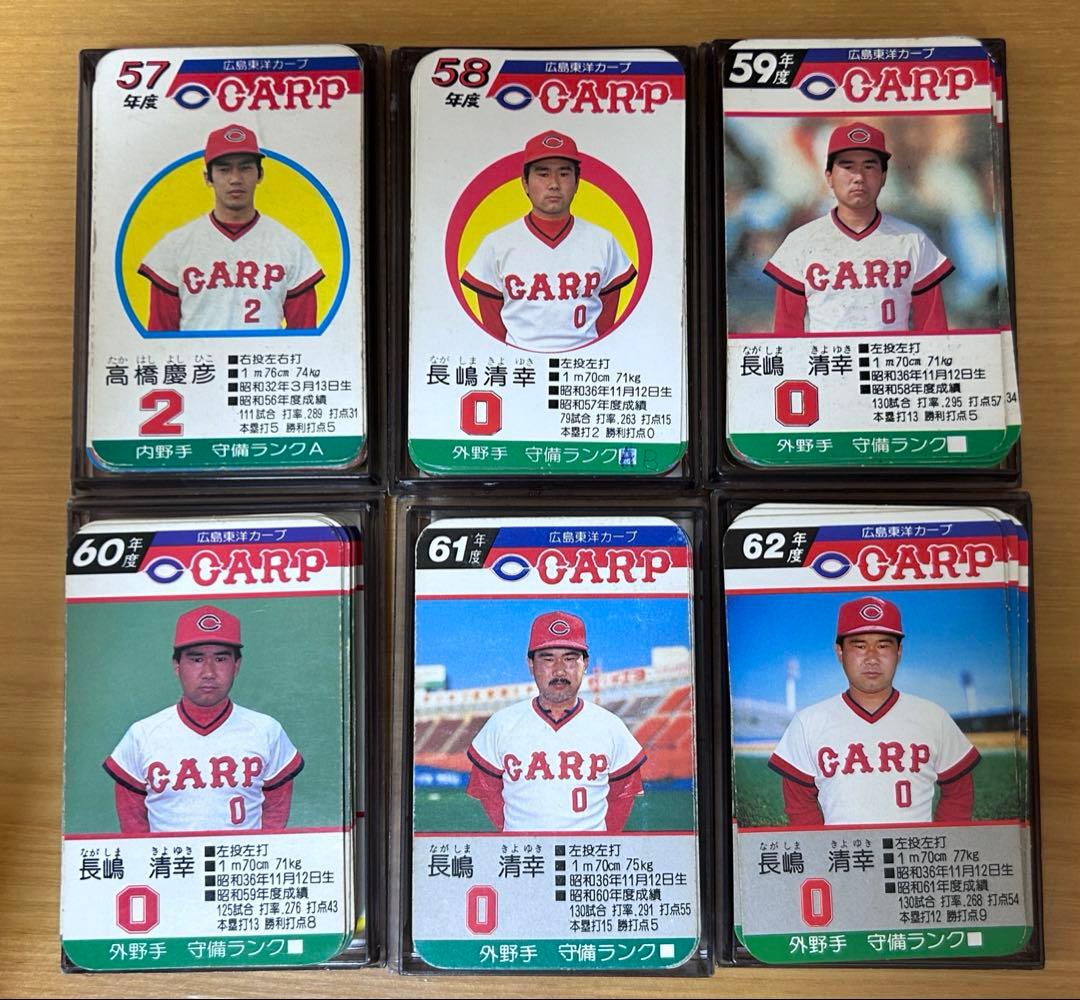 57
年度
広島東洋カープ
CARP
CARP
2
たか はし よし ひこ
高橋慶彦
2
■右投左右打
■1m76cm 74kg
■昭和32年3月13日生
■昭和56年度成績
111試合 打率.289 打点31
本塁打5 勝利打点5
内野手 守備ランクA
58
年度
広島東洋カープ
CARP
CARP
0
なが しま きよ ゆき
長嶋清幸
0
■左投左打
■1m70cm 71kg
■昭和36年11月12日生
■昭和57年度成績
79試合 打率.263 打点15
本塁打2 勝利打点0
外野手 守備ランク
B
59年度
広島東洋カープ
CARP
CARP
0
ながしま きよゆき
長嶋 清幸
0
■左投左打
■1m70cm 71kg
■昭和36年11月12日生
■昭和58年度成績
130試合 打率.295 打点57
本塁打13 勝利打点5
34
外野手 守備ランク■
60年度
広島東洋カープ
CARP
CARP
0
ながしま きよゆき
長嶋 清幸
0
■左投左打
■1m70cm 71kg
■昭和36年11月12日生
■昭和59年度成績
125試合 打率.276 打点43
本塁打13 勝利打点8
外野手 守備ランク■
61年度
広島東洋カープ
CARP
CARP
0
ながしま きよゆき
長嶋 清幸
0
■左投左打
■1m70cm 75kg
■昭和36年11月12日生
■昭和60年度成績
130試合 打率.291 打点55
本塁打15 勝利打点5
外野手 守備ランク■
62年度
広島東洋カープ
CARP
CARP
0
ながしま きよゆき
長嶋 清幸
0
■左投左打
■1m70cm 77kg
■昭和36年11月12日生
■昭和61年度成績
130試合 打率.268 打点54
本塁打12 勝利打点9
外野手 守備ランク■